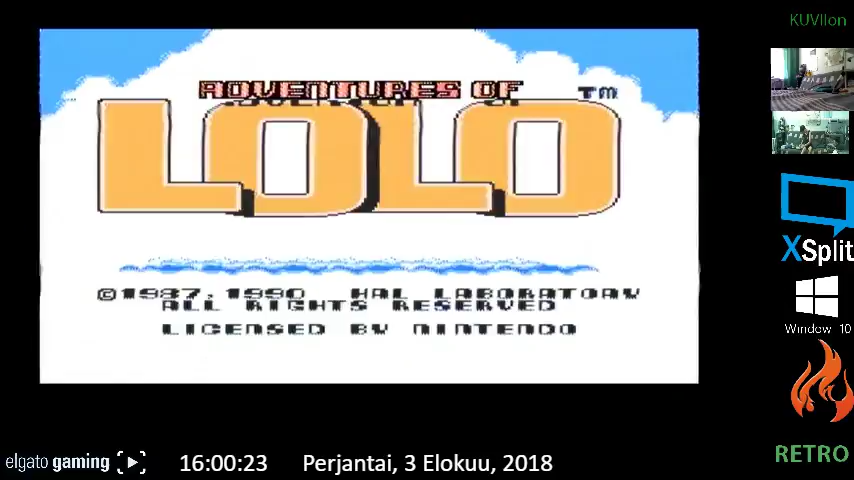 KUVIIon
ADVENTURES OF TM
LOLO
©1987, 1990 HAL LABORATORY
ALL RIGHTS RESERVED
LICENSED BY NINTENDO
XSplit
Window 10
RETRO
elgato gaming
16:00:23 Perjantai, 3 Elokuu, 2018